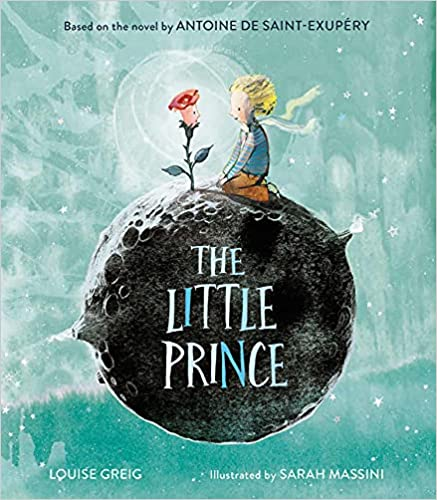 Based on the novel by ANTOINE DE SAINT-EXUPÉRY
THE
LITTLE
PRINCE
LOUISE GREIG
Illustrated by SARAH MASSINI